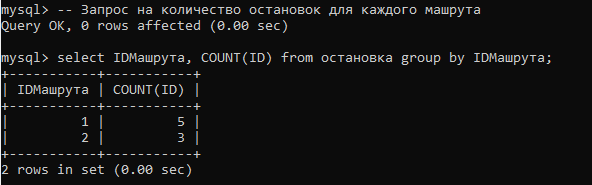 mysql> -- Запрос на количество остановок для каждого машрута
Query OK, 0 rows affected (0.00 sec)
mysql> select IDМашрута, COUNT(ID) from остановка group by IDМашрута;
+-----------+-----------+
| IDМашрута | COUNT(ID) |
+-----------+-----------+
|         1 |         5 |
|         2 |         3 |
+-----------+-----------+
2 rows in set (0.00 sec)